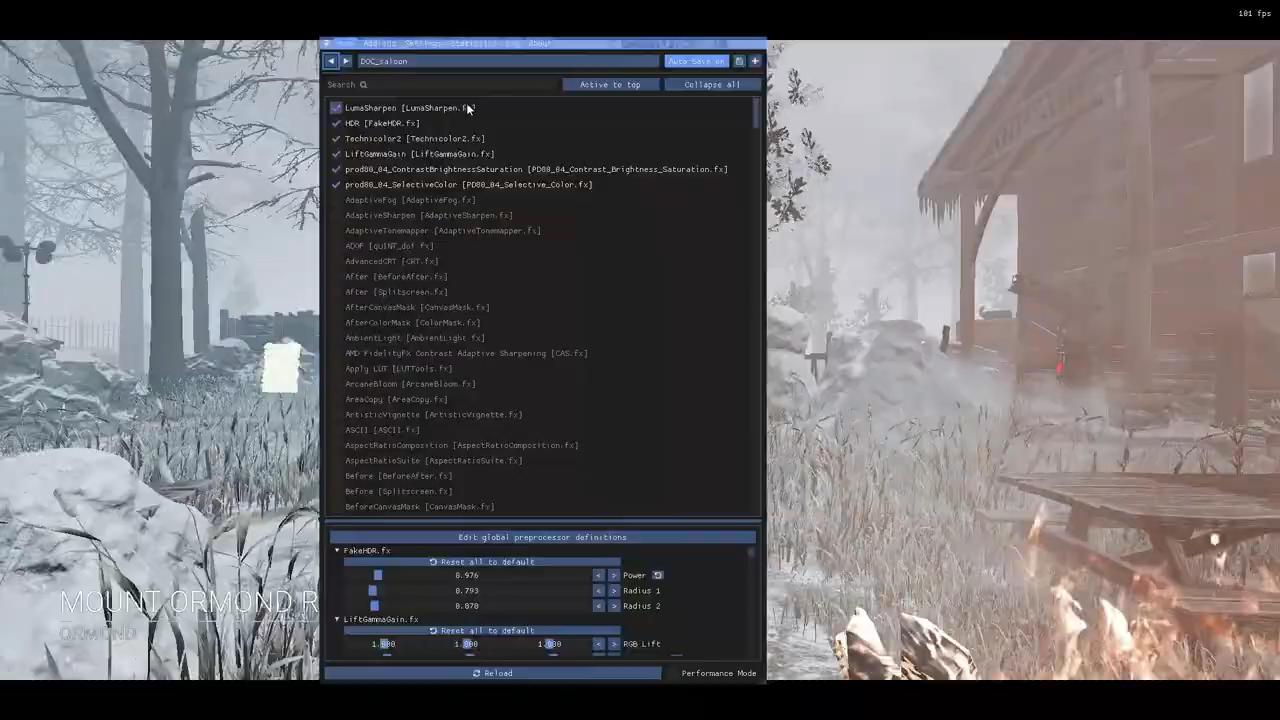 101 fps
About
DOC_saloon
Auto Save on
Search
Active to top
Collapse all
LumaSharpen [LumaSharpen.fx]
HDR [FakeHDR.fx]
Technicolor2 [Technicolor2.fx]
LiftGammaGain [LiftGammaGain.fx]
prod80_04_ContrastBrightnessSaturation [PD80_04_Contrast_Brightness_Saturation.fx]
prod80_04_SelectiveColor [PD80_04_Selective_Color.fx]
AdaptiveFog [AdaptiveFog.fx]
AdaptiveSharpen [AdaptiveSharpen.fx]
AdaptiveTonemapper [AdaptiveTonemapper.fx]
ADOF [qUINT_dof.fx]
AdvancedCRT [CRT.fx]
After [BeforeAfter.fx]
After [Splitscreen.fx]
AfterCanvasMask [CanvasMask.fx]
AfterColorMask [ColorMask.fx]
AmbientLight [AmbientLight.fx]
AMD FidelityFX Contrast Adaptive Sharpening [CAS.fx]
Apply LUT [LUTTools.fx]
ArcaneBloom [ArcaneBloom.fx]
AreaCopy [AreaCopy.fx]
ArtisticVignette [ArtisticVignette.fx]
ASCII [ASCII.fx]
AspectRatioComposition [AspectRatioComposition.fx]
AspectRatioSuite [AspectRatioSuite.fx]
Before [BeforeAfter.fx]
Before [Splitscreen.fx]
BeforeCanvasMask [CanvasMask.fx]
Edit global preprocessor definitions
FakeHDR.fx
Reset all to default
0.976 < > Power
0.793 < > Radius 1
0.870 < > Radius 2
LiftGammaGain.fx
Reset all to default
1.000 1.000 1.000 < > RGB Lift
MOUNT ORMOND R
ORMOND
Reload
Performance Mode